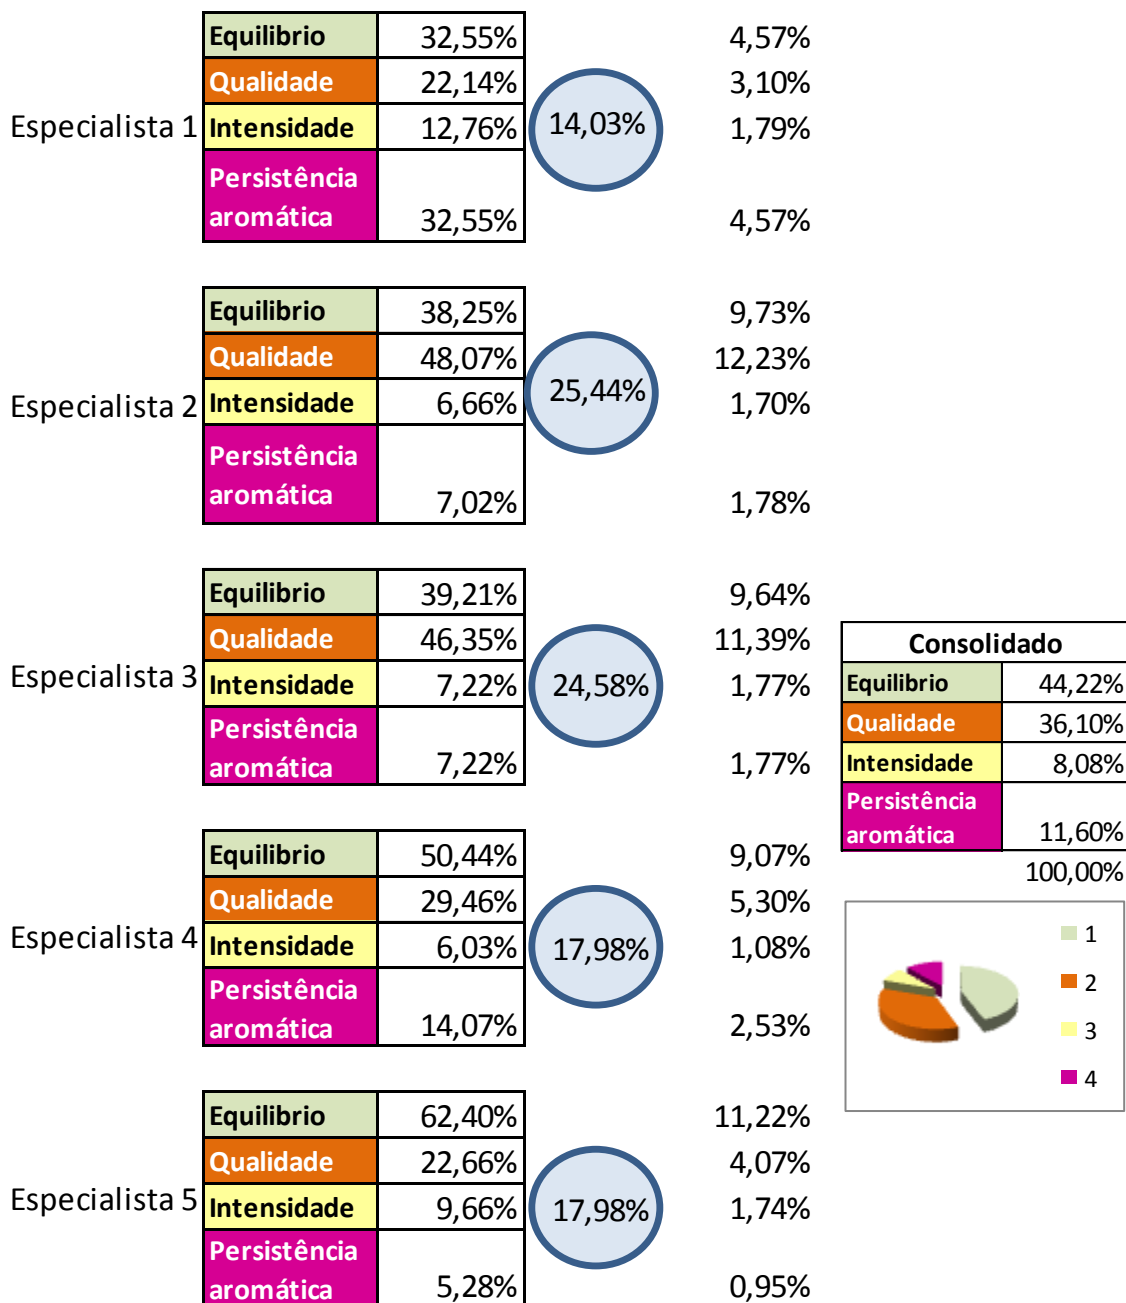 Equilibrio 32,55% 4,57%
Qualidade 22,14% 3,10%
Especialista 1 Intensidade 12,76% 14,03% 1,79%
Persistência
aromática 32,55% 4,57%
Equilibrio 38,25% 9,73%
Qualidade 48,07% 12,23%
Especialista 2 Intensidade 6,66% 25,44% 1,70%
Persistência
aromática 7,02% 1,78%
Equilibrio 39,21% 9,64%
Qualidade 46,35% 11,39%
Especialista 3 Intensidade 7,22% 24,58% 1,77%
Persistência
aromática 7,22% 1,77%
Consolidado
Equilibrio 44,22%
Qualidade 36,10%
Intensidade 8,08%
Persistência
aromática 11,60%
100,00%
Equilibrio 50,44% 9,07%
Qualidade 29,46% 5,30%
Especialista 4 Intensidade 6,03% 17,98% 1,08%
Persistência
aromática 14,07% 2,53%
1
2
3
4
Equilibrio 62,40% 11,22%
Qualidade 22,66% 4,07%
Especialista 5 Intensidade 9,66% 17,98% 1,74%
Persistência
aromática 5,28% 0,95%